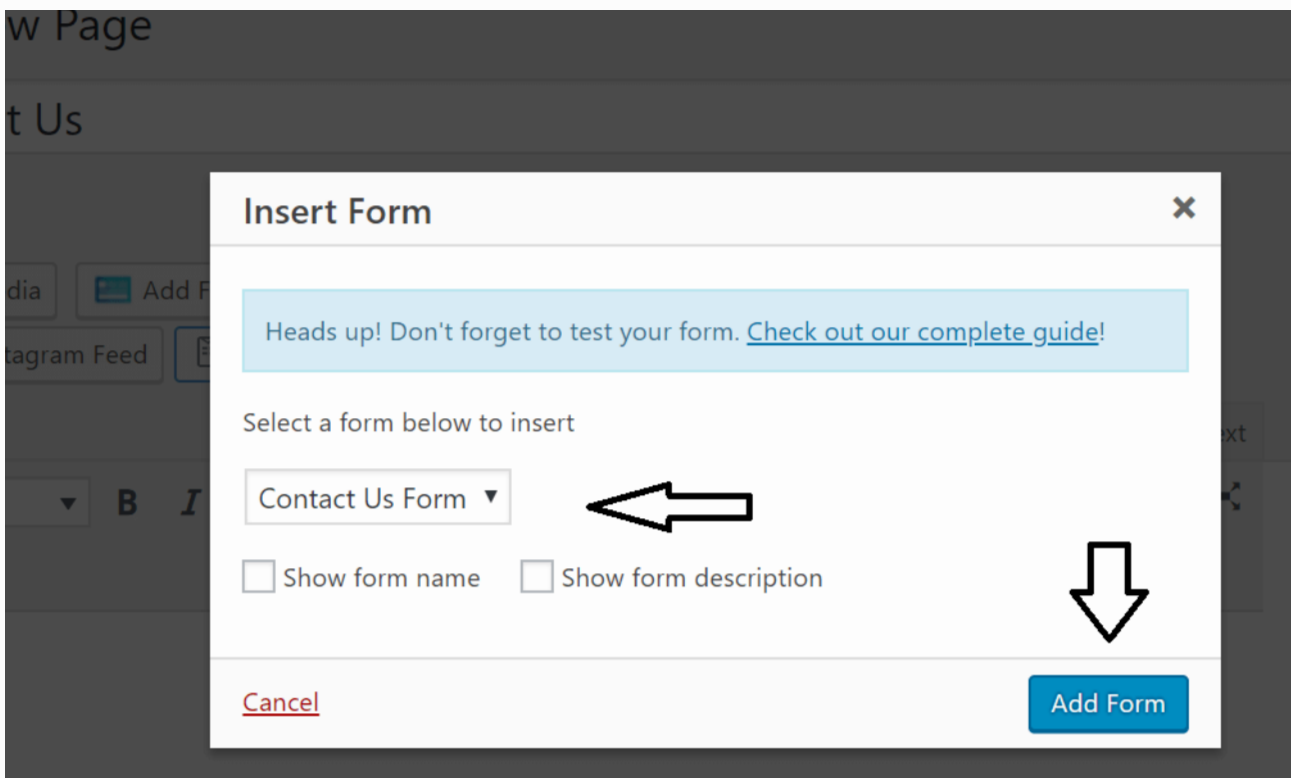 w Page
t Us
Insert Form
dia
Add F
Heads up! Don't forget to test your form. Check out our complete guide!
tagram Feed
Select a form below to insert
ext
Contact Us Form
B I
Show form name
Show form description
Cancel
Add Form